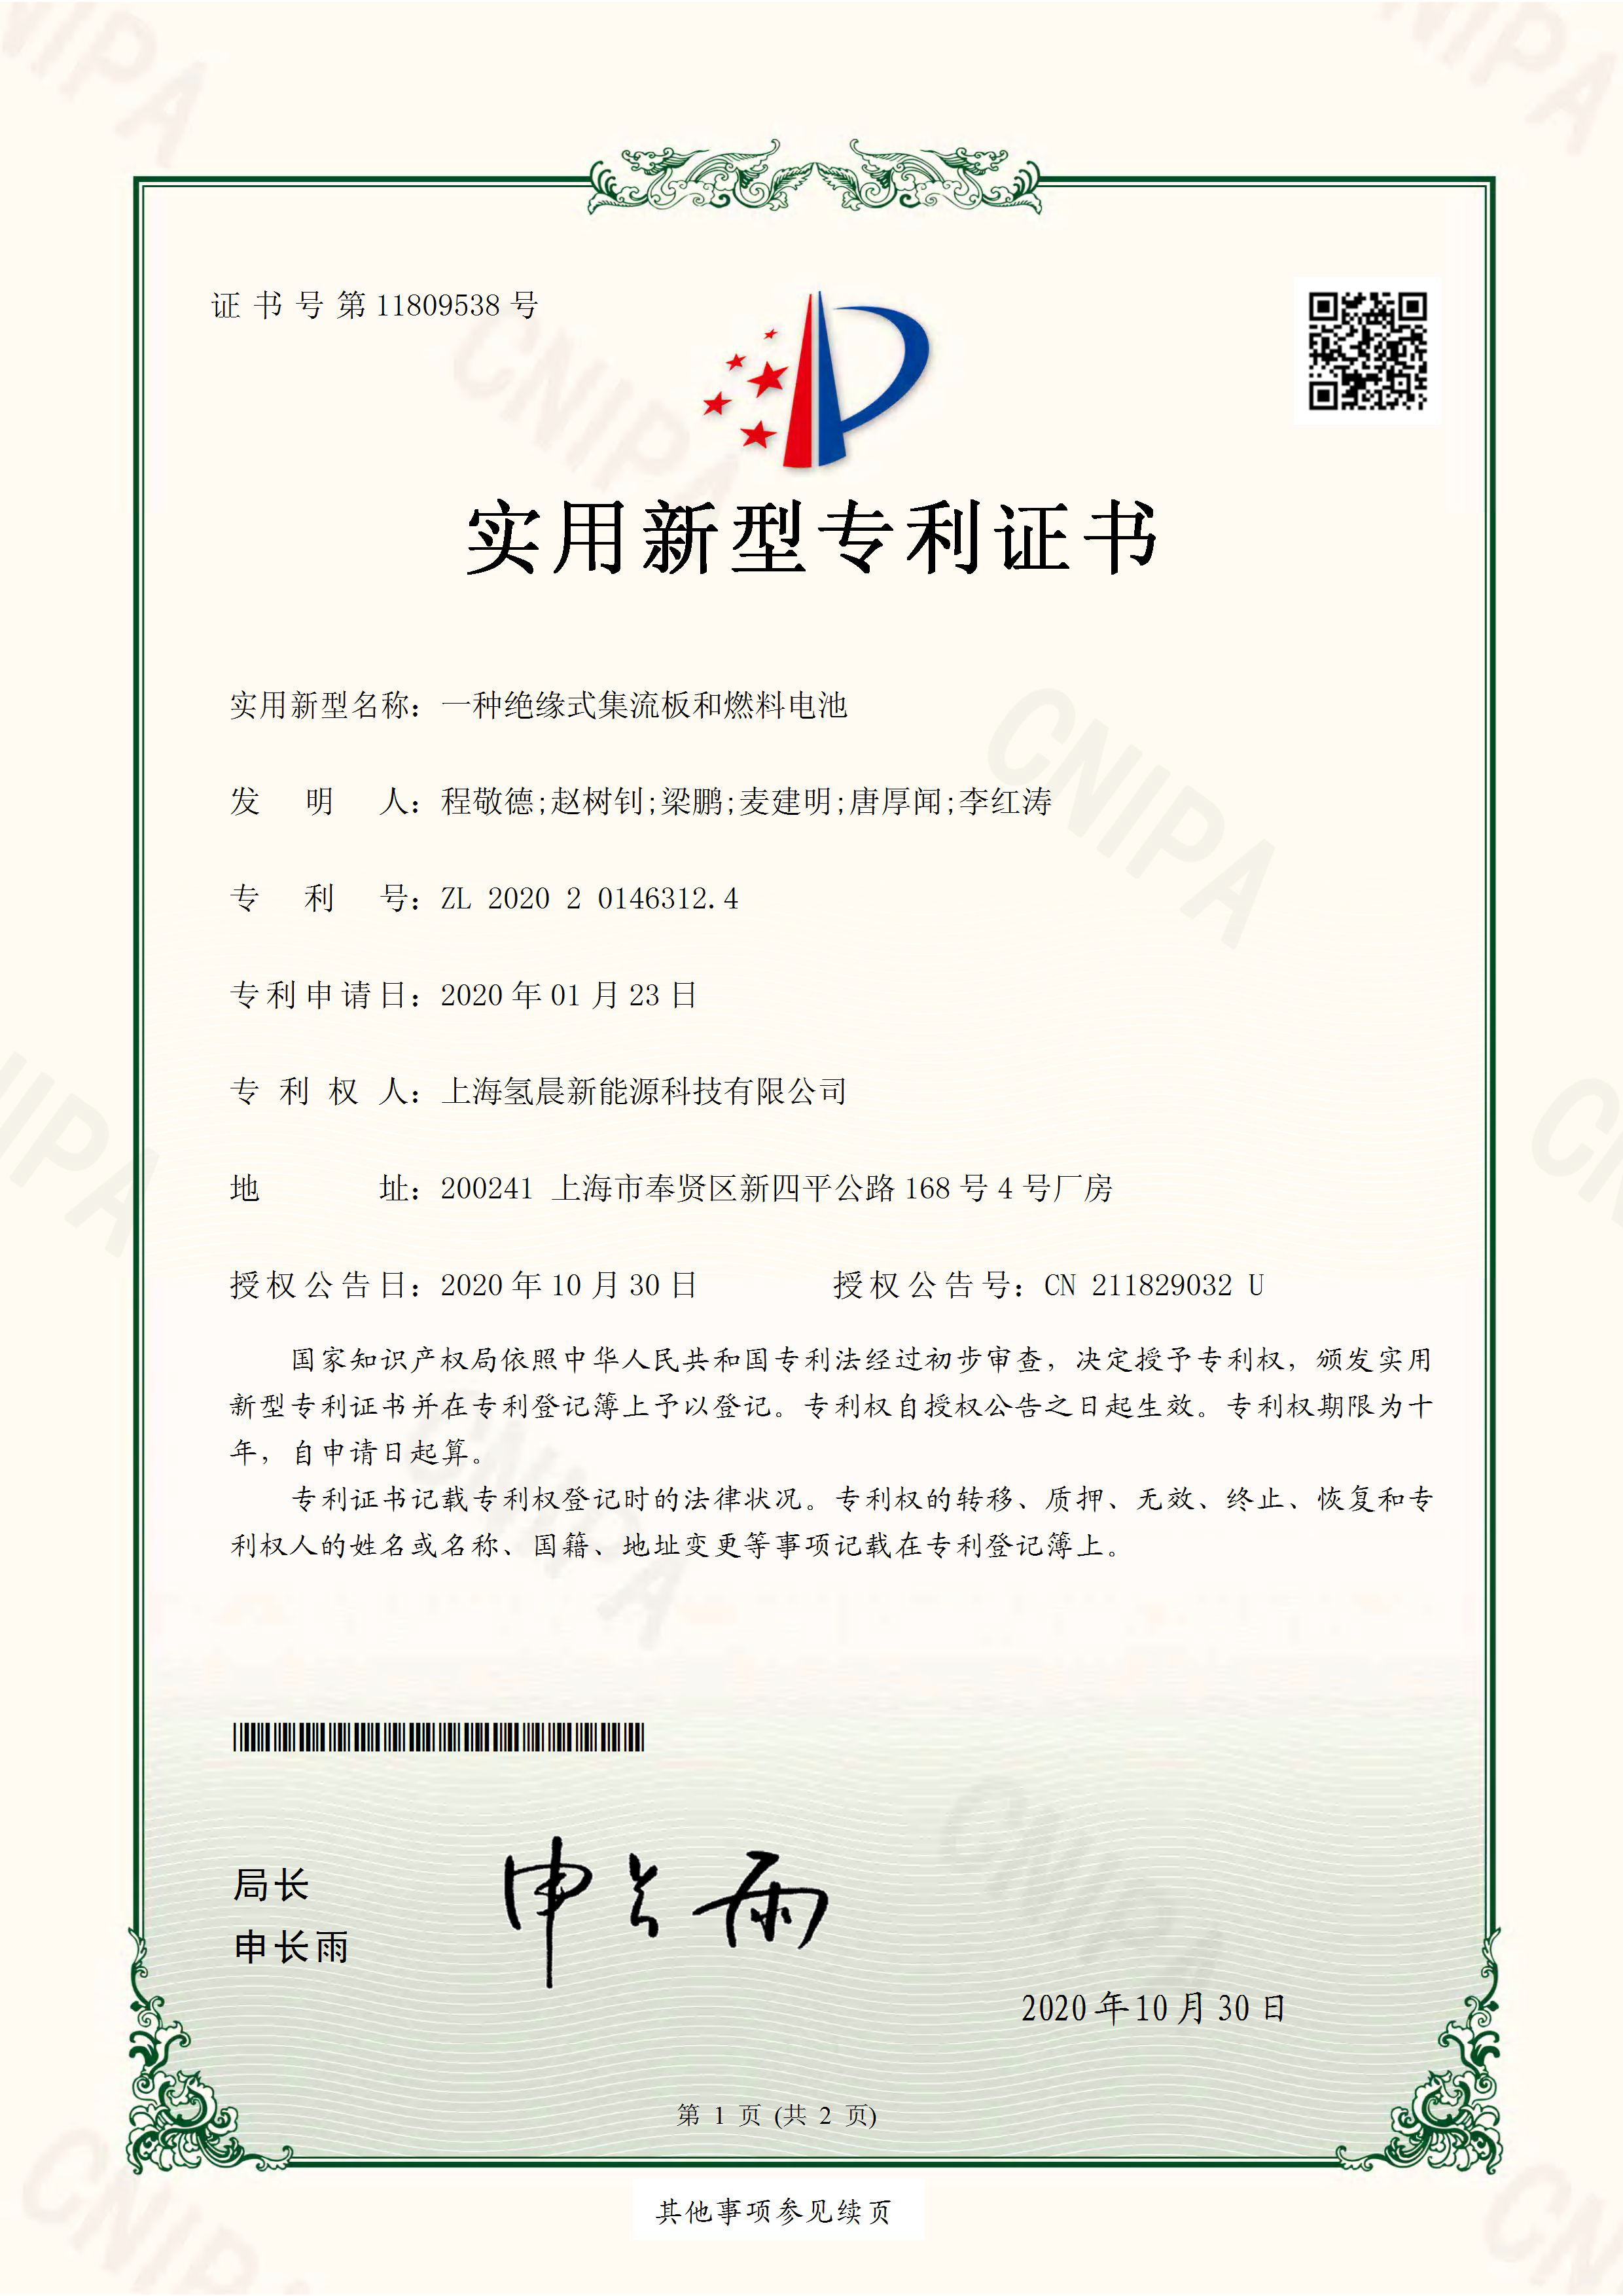 证书号第11809538号
实用新型专利证书
实用新型名称：一种绝缘式集流板和燃料电池
发明人：程敬德;赵树钊;梁鹏;麦建明;唐厚闻;李红涛
专利号：ZL 2020 2 0146312.4
专利申请日：2020年01月23日
专利权人：上海氢晨新能源科技有限公司
地址：200241 上海市奉贤区新四平公路168号4号厂房
授权公告日：2020年10月30日 授权公告号：CN 211829032 U
国家知识产权局依照中华人民共和国专利法经过初步审查，决定授予专利权，颁发实用
新型专利证书并在专利登记簿上予以登记。专利权自授权公告之日起生效。专利权期限为十
年，自申请日起算。
专利证书记载专利权登记时的法律状况。专利权的转移、质押、无效、终止、恢复和专
利权人的姓名或名称、国籍、地址变更等事项记载在专利登记簿上。
局长
申长雨
申长雨
2020年10月30日
第 1 页 (共 2 页)
其他事项参见续页
CNIPA
CNIPA
CNIPA
CNIPA
CNIPA
CNIPA
CNIPA
CNIPA